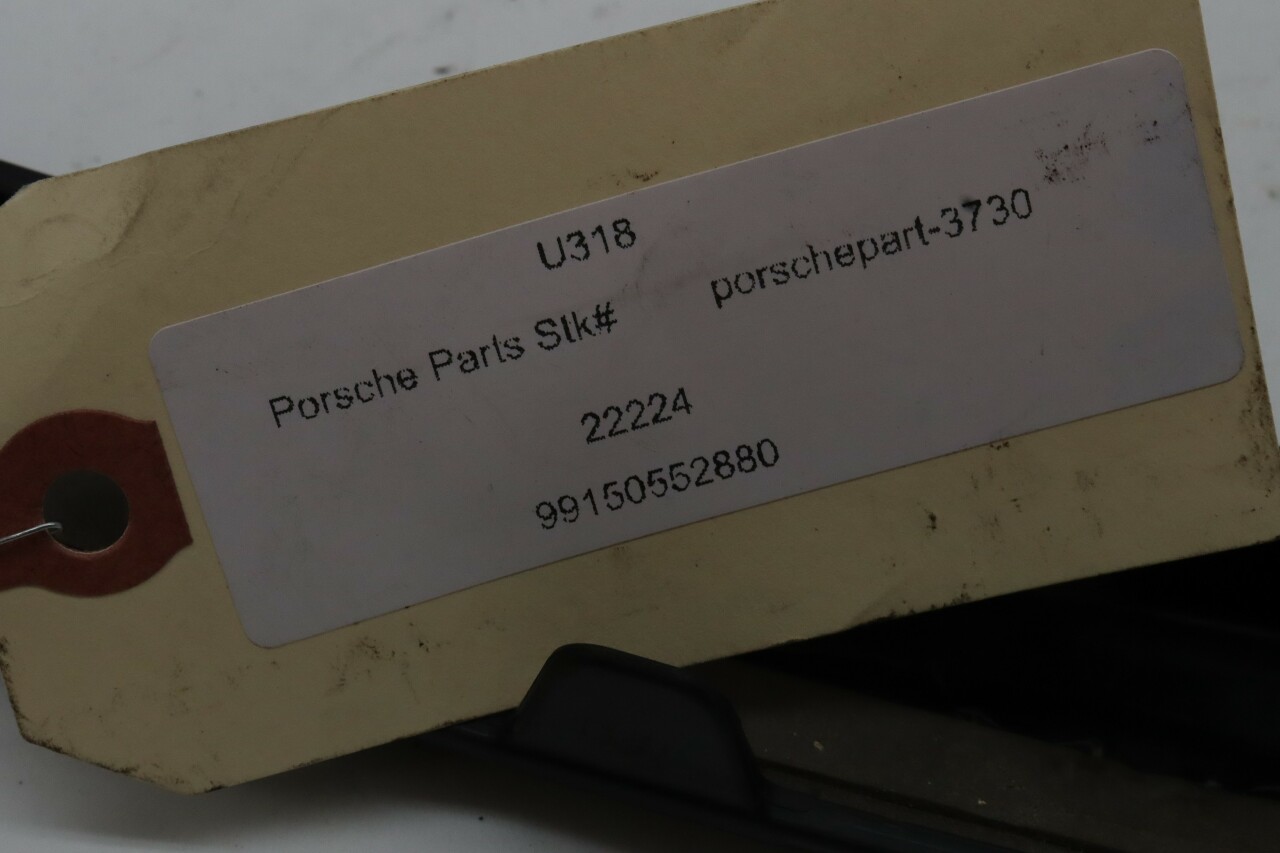 U318
Porsche Parts Stk# porschepart-3730
22224
99150552880